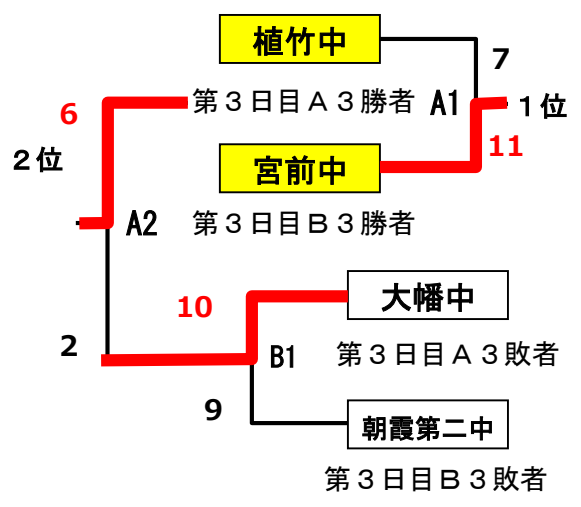 植竹中
7
6
第３日目Ａ３勝者
A1
１位
11
２位
宮前中
A2
第３日目Ｂ３勝者
10
大幡中
2
B1
第３日目Ａ３敗者
9
朝霞第二中
第３日目Ｂ３敗者